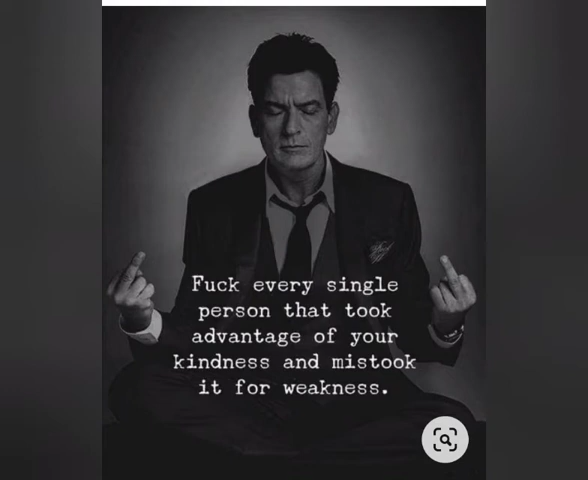 Fuck every single
person that took
advantage of your
kindness and mistook
it for weakness.